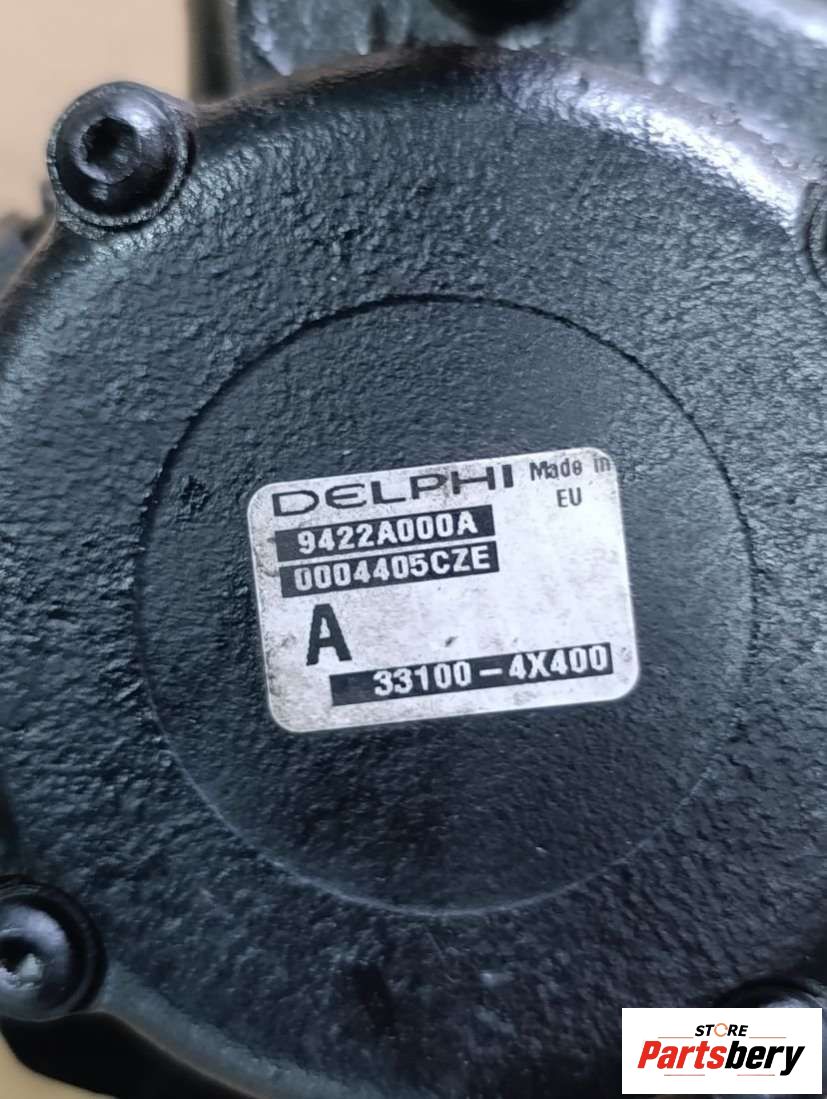 DELPHI Made in
EU
9422A000A
0004405CZE
A
33100-4X400
STORE
Partsbery